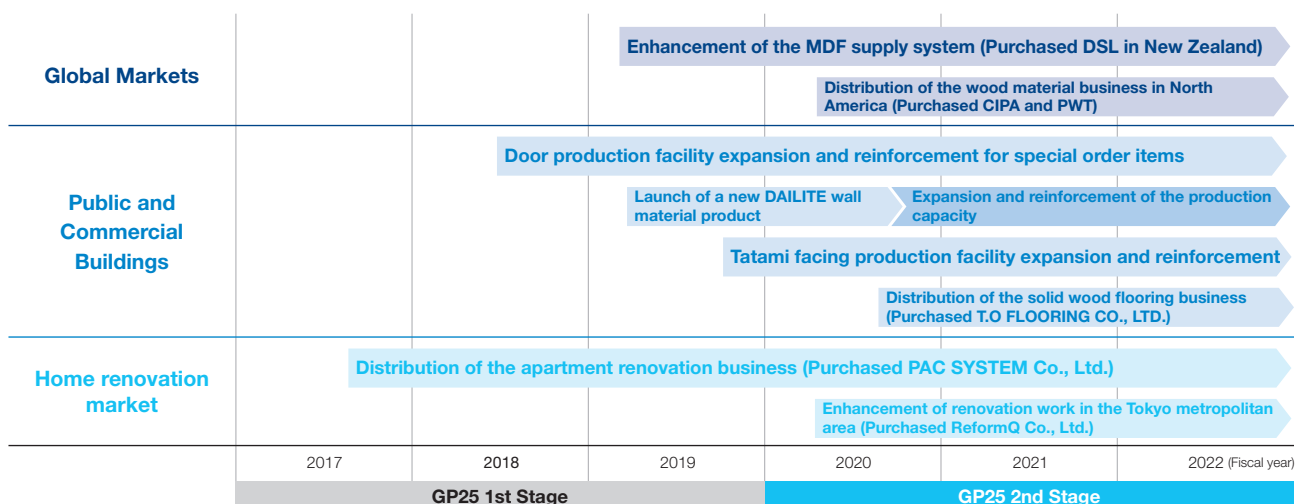 Global Markets
Enhancement of the MDF supply system (Purchased DSL in New Zealand)
Distribution of the wood material business in North
America (Purchased CIPA and PWT)
Public and
Commercial
Buildings
Door production facility expansion and reinforcement for special order items
Launch of a new DAILITE wall
material product
Expansion and reinforcement of the production
capacity
Tatami facing production facility expansion and reinforcement
Distribution of the solid wood flooring business
(Purchased T.O FLOORING CO., LTD.)
Home renovation
market
Distribution of the apartment renovation business (Purchased PAC SYSTEM Co., Ltd.)
Enhancement of renovation work in the Tokyo metropolitan
area (Purchased ReformQ Co., Ltd.)
2017 2018 2019 2020 2021 2022 (Fiscal year)
GP25 1st Stage GP25 2nd Stage